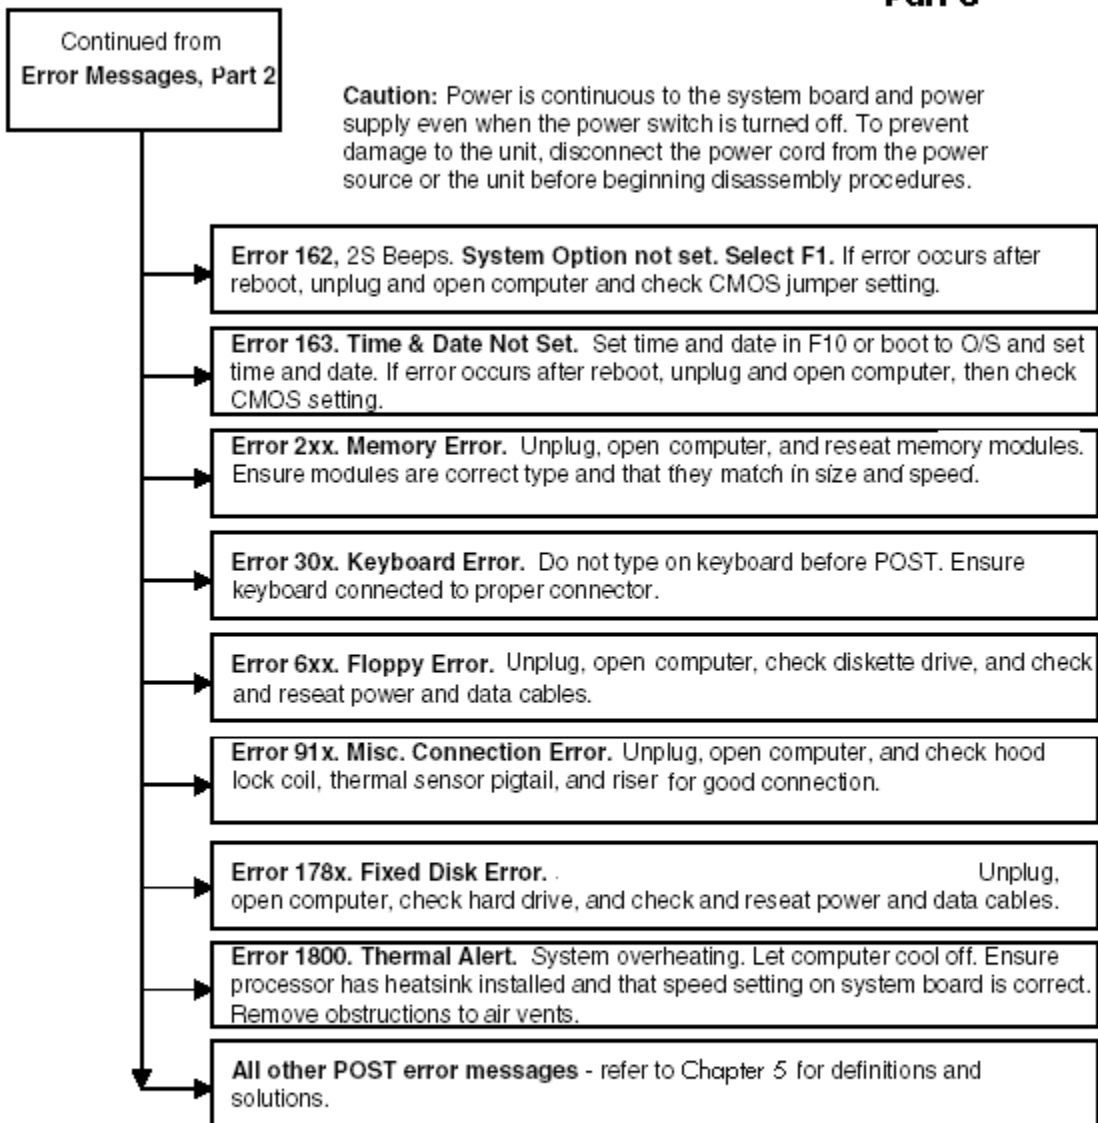 Continued from
Error Messages, Part 2
Caution: Power is continuous to the system board and power
supply even when the power switch is turned off. To prevent
damage to the unit, disconnect the power cord from the power
source or the unit before beginning disassembly procedures.
Error 162, 2S Beeps. System Option not set. Select F1. If error occurs after
reboot, unplug and open computer and check CMOS jumper setting.
Error 163. Time & Date Not Set. Set time and date in F10 or boot to O/S and set
time and date. If error occurs after reboot, unplug and open computer, then check
CMOS setting.
Error 2xx. Memory Error. Unplug, open computer, and reseat memory modules.
Ensure modules are correct type and that they match in size and speed.
Error 30x. Keyboard Error. Do not type on keyboard before POST. Ensure
keyboard connected to proper connector.
Error 6xx. Floppy Error. Unplug, open computer, check diskette drive, and check
and reseat power and data cables.
Error 91x. Misc. Connection Error. Unplug, open computer, and check hood
lock coil, thermal sensor pigtail, and riser for good connection.
Error 178x. Fixed Disk Error. Unplug,
open computer, check hard drive, and check and reseat power and data cables.
Error 1800. Thermal Alert. System overheating. Let computer cool off. Ensure
processor has heatsink installed and that speed setting on system board is correct.
Remove obstructions to air vents.
All other POST error messages - refer to Chapter 5 for definitions and
solutions.